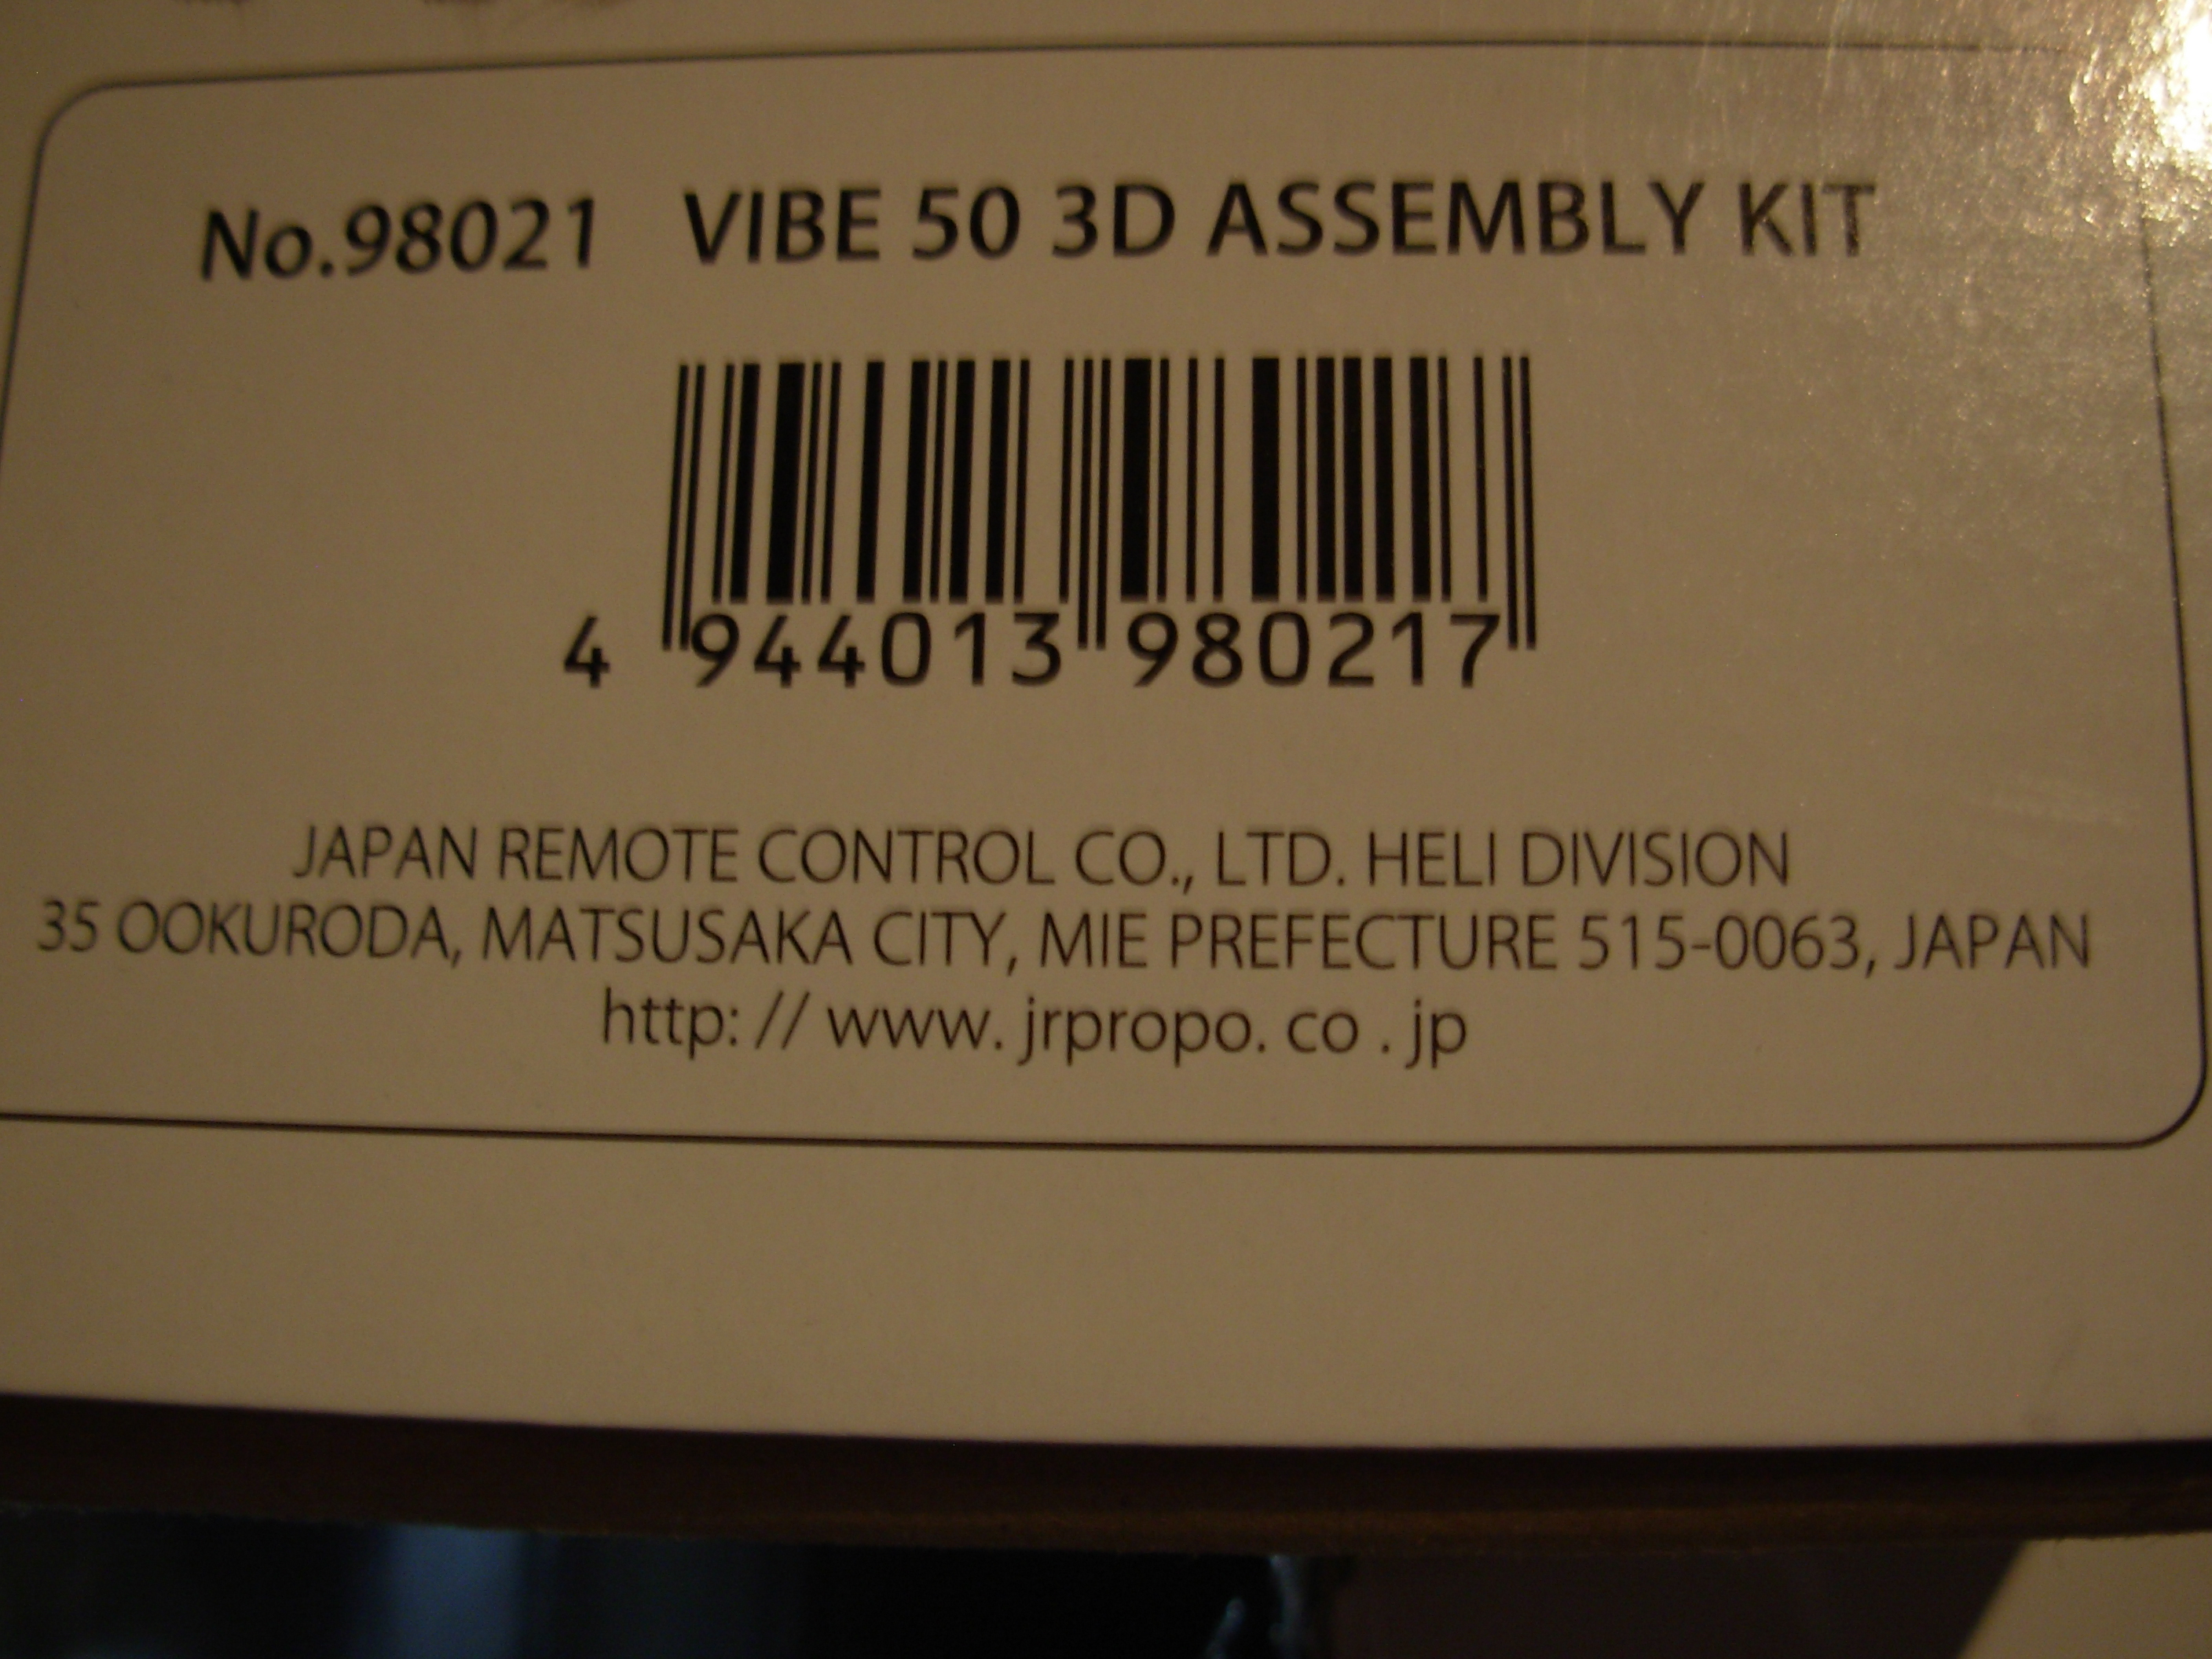 No.98021 VIBE 50 3D ASSEMBLY KIT
4 944013 980217
JAPAN REMOTE CONTROL CO., LTD. HELI DIVISION
35 OOKURODA, MATSUSAKA CITY, MIE PREFECTURE 515-0063, JAPAN
http: // www. jrpropo. co . jp